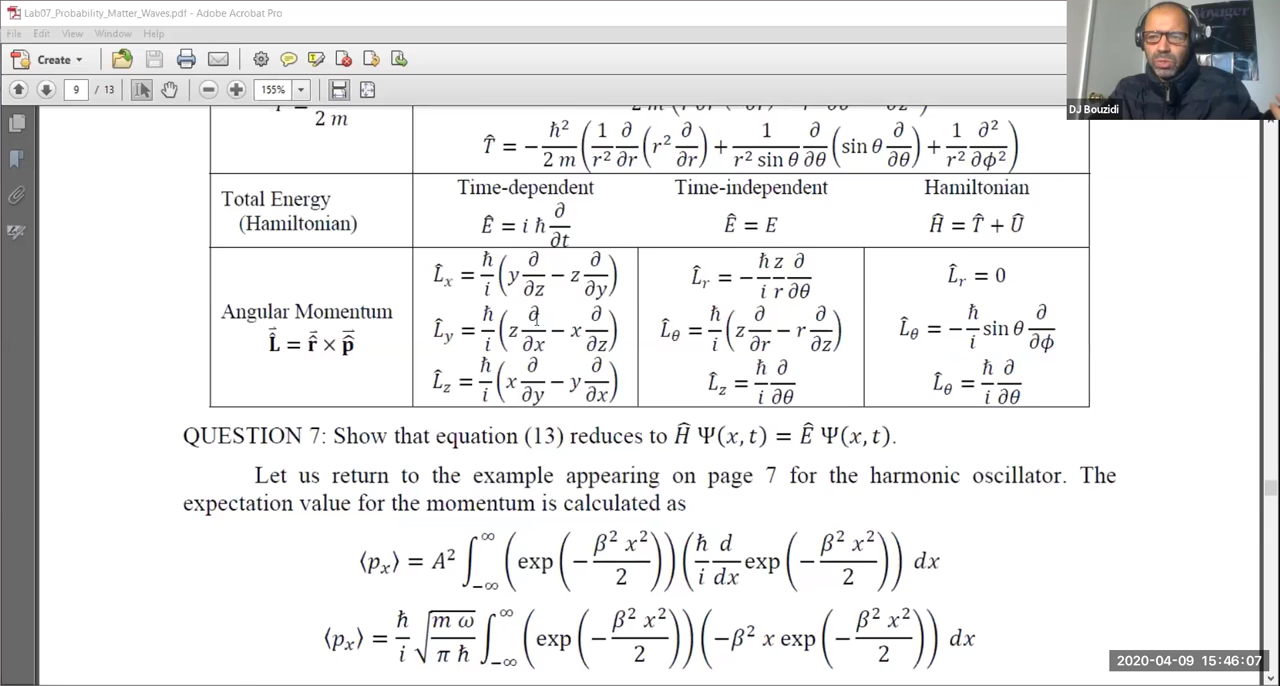 Lab07_Probability_Matter_Waves.pdf - Adobe Acrobat Pro
File Edit View Window Help
Create
9 / 13 155%
DJ Bouzidi
2 m
T̂ = −ħ²/2 m (1/r² ∂/∂r (r² ∂/∂r) + 1/(r² sin θ) ∂/∂θ (sin θ ∂/∂θ) + 1/r² ∂²/∂ϕ²)
Total Energy
(Hamiltonian)
Time-dependent
Ê = i ħ ∂/∂t
Time-independent
Ê = E
Hamiltonian
Ĥ = T̂ + Û
Angular Momentum
L̂ = r̂ × p̂
L̂x = ħ/i (y ∂/∂z − z ∂/∂y)
L̂y = ħ/i (z ∂/∂x − x ∂/∂z)
L̂z = ħ/i (x ∂/∂y − y ∂/∂x)
L̂r = −ħ/i z/r ∂/∂θ
L̂θ = ħ/i (z ∂/∂r − r ∂/∂z)
L̂z = ħ/i ∂/∂θ
L̂r = 0
L̂θ = −ħ/i sin θ ∂/∂ϕ
L̂θ = ħ/i ∂/∂θ
QUESTION 7: Show that equation (13) reduces to Ĥ Ψ(x, t) = Ê Ψ(x, t).
Let us return to the example appearing on page 7 for the harmonic oscillator. The
expectation value for the momentum is calculated as
⟨px⟩ = A² ∫_{−∞}^{∞} (exp(−β² x²/2)) (ħ/i d/dx exp(−β² x²/2)) dx
⟨px⟩ = ħ/i √(m ω/π ħ) ∫_{−∞}^{∞} (exp(−β² x²/2)) (−β² x exp(−β² x²/2)) dx
2020-04-09 15:46:07